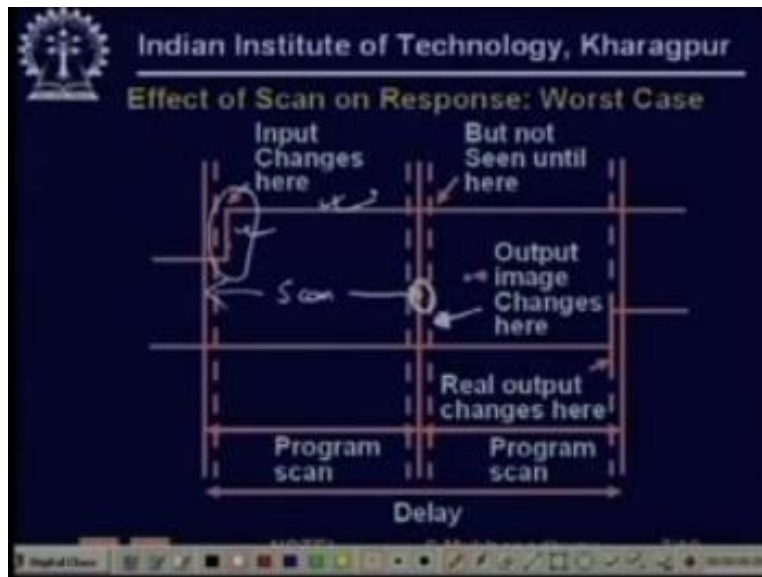 Indian Institute of Technology, Kharagpur
Effect of Scan on Response: Worst Case
Input
Changes
here
But not
Seen until
here
Scan
Output
image
Changes
here
Real output
changes here
Program
scan
Program
scan
Delay